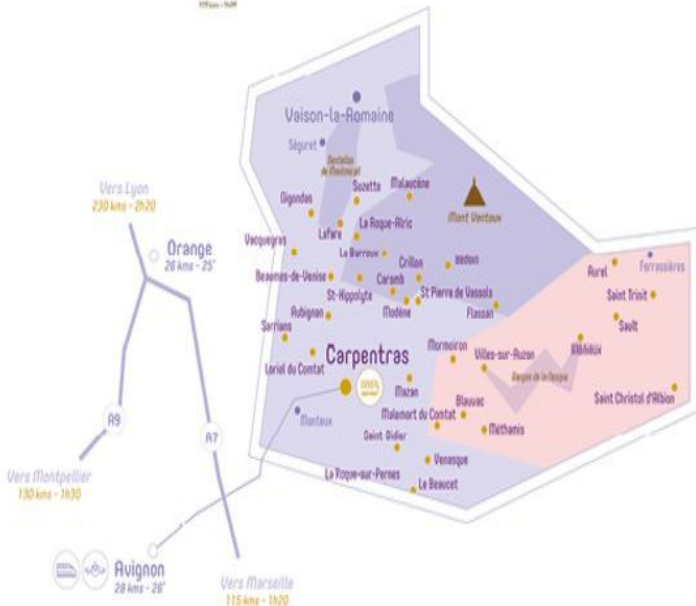 Vaison-la-Romaine
Séguret
Dentelles
de Montmirail
Suzette
Malaucène
Gigondas
Mont Ventoux
Vers Lyon
230 kms - 2h20
Lafare
La Roque-Alric
Vacqueyras
Orange
26 kms - 25'
Le Barroux
Crillon
Bédoin
Aurel
Ferrassières
Beaumes-de-Venise
Caromb
St-Hippolyte
St Pierre de Vassols
Saint Trinit
Modène
Flassan
Aubignan
Sault
Sarrians
Carpentras
Mormoiron
Villes-sur-Auzon
Monieux
Loriol du Comtat
Gorges de la Nesque
Mazan
Saint Christol d'Albion
Blauvac
Monteux
Malemort du Comtat
A9
A7
Saint Didier
Méthamis
Venasque
Vers Montpellier
130 kms - 1h30
La Roque-sur-Pernes
Le Beaucet
Avignon
28 kms - 26'
Vers Marseille
115 kms - 1h20